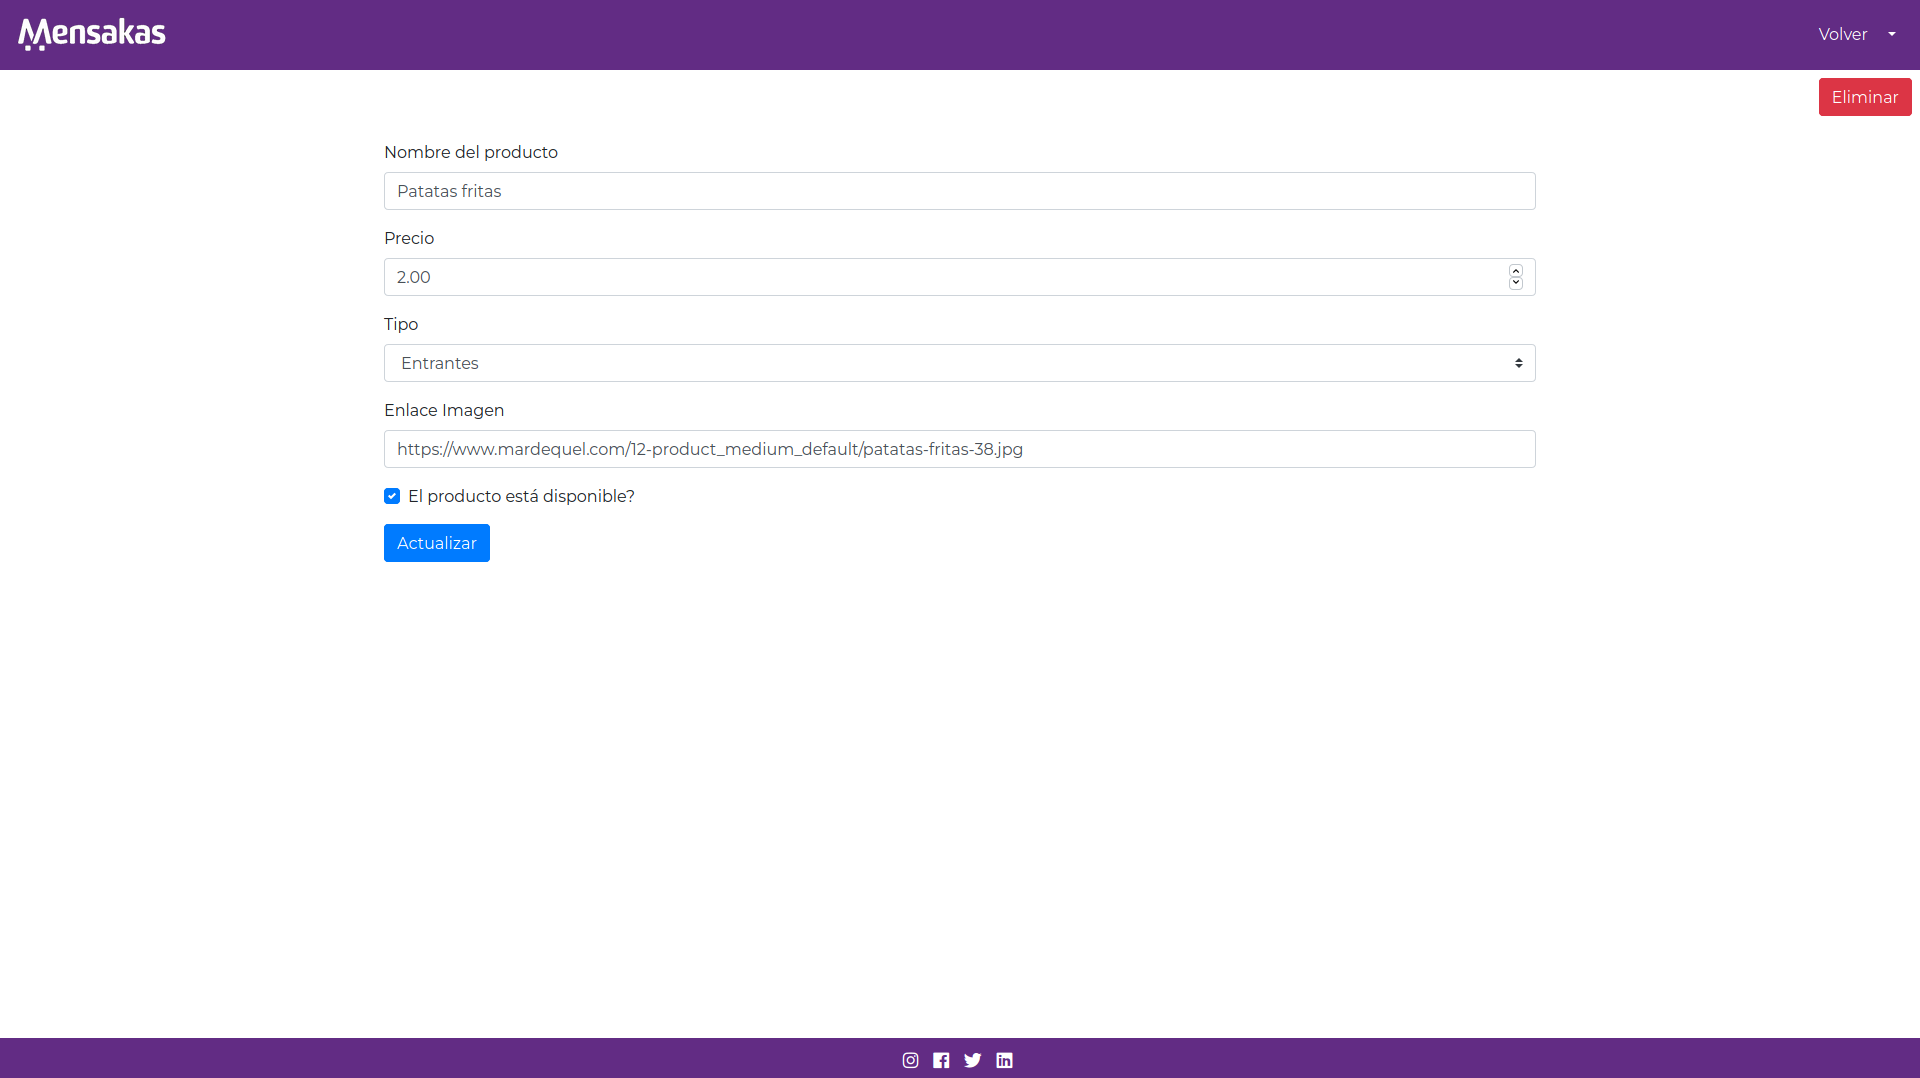 Mensakas
Volver
Eliminar
Nombre del producto
Patatas fritas
Precio
2.00
Tipo
Entrantes
Enlace Imagen
https://www.mardequel.com/12-product_medium_default/patatas-fritas-38.jpg
El producto está disponible?
Actualizar